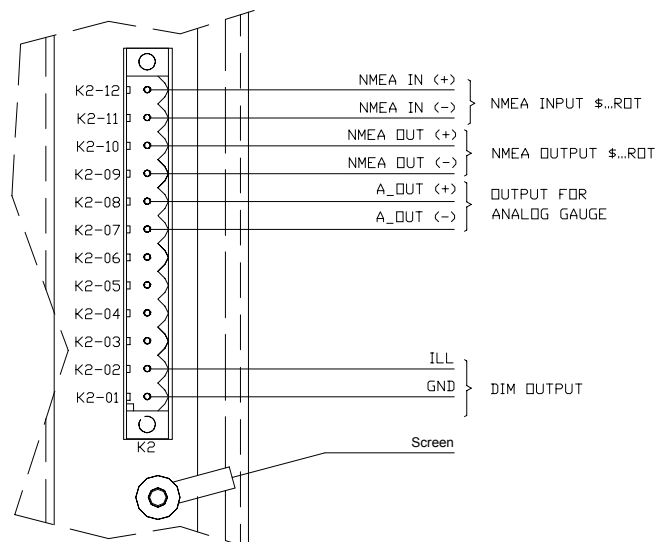 K2-12 NMEA IN (+)
K2-11 NMEA IN (-)
NMEA INPUT $...ROT
K2-10 NMEA OUT (+)
K2-09 NMEA OUT (-)
NMEA OUTPUT $...ROT
K2-08 A_OUT (+)
K2-07 A_OUT (-)
OUTPUT FOR
ANALOG GAUGE
K2-06
K2-05
K2-04
K2-03
K2-02 ILL
K2-01 GND
DIM OUTPUT
K2
Screen